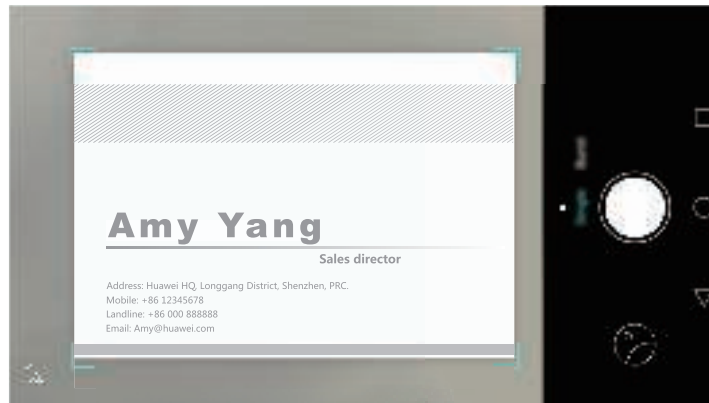 Amy Yang
Sales director
Address: Huawei HQ, Longgang District, Shenzhen, PRC.
Mobile: +86 12345678
Landline: +86 000 888888
Email: Amy@huawei.com